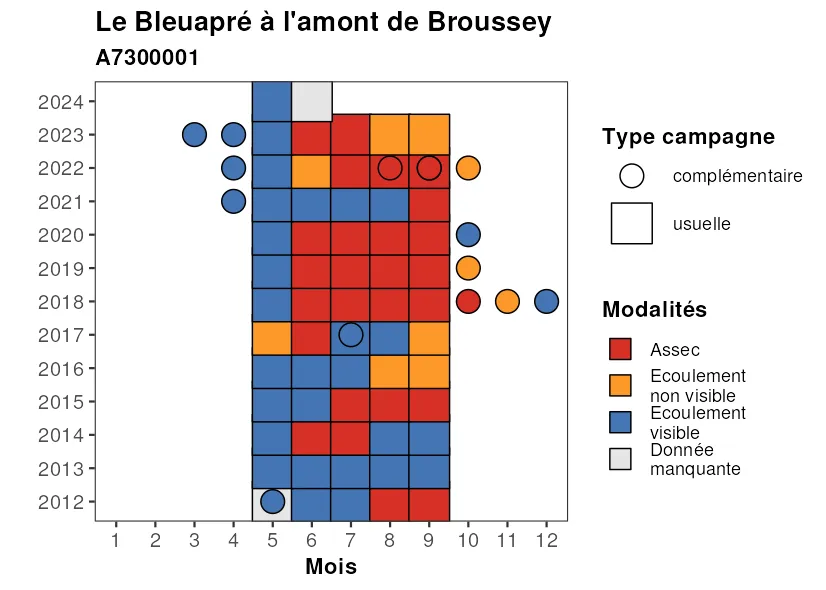 Le Bleuapré à l'amont de Broussey
A7300001
2024
2023
2022
2021
2020
2019
2018
2017
2016
2015
2014
2013
2012
1 2 3 4 5 6 7 8 9 10 11 12
Mois
Type campagne
complémentaire
usuelle
Modalités
Assec
Ecoulement
non visible
Ecoulement
visible
Donnée
manquante